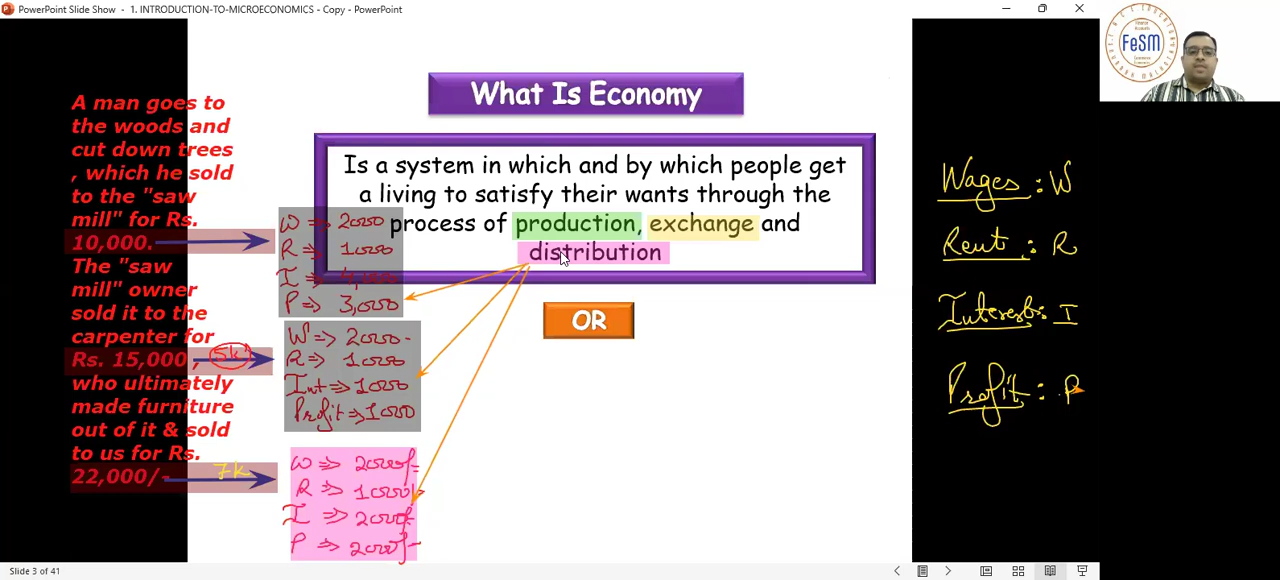 PowerPoint Slide Show - 1. INTRODUCTION-TO-MICROECONOMICS - Copy - PowerPoint
FeSM
What Is Economy
A man goes to
the woods and
cut down trees
, which he sold
to the "saw
mill" for Rs.
10,000.
The "saw
mill" owner
sold it to the
carpenter for
Rs. 15,000 , 5k
who ultimately
made furniture
out of it & sold
to us for Rs.
22,000/- 7k
Is a system in which and by which people get
a living to satisfy their wants through the
process of production, exchange and
distribution
OR
W => 2000
R => 1000
I => 4,000
P => 3,000
W => 2000-
R => 1000
Int => 1000
Profit => 1000
W => 2000/-
R => 1000/-
I => 2000/-
P => 2000/-
Wages : W
Rent : R
Interest : I
Profit : P
Slide 3 of 41